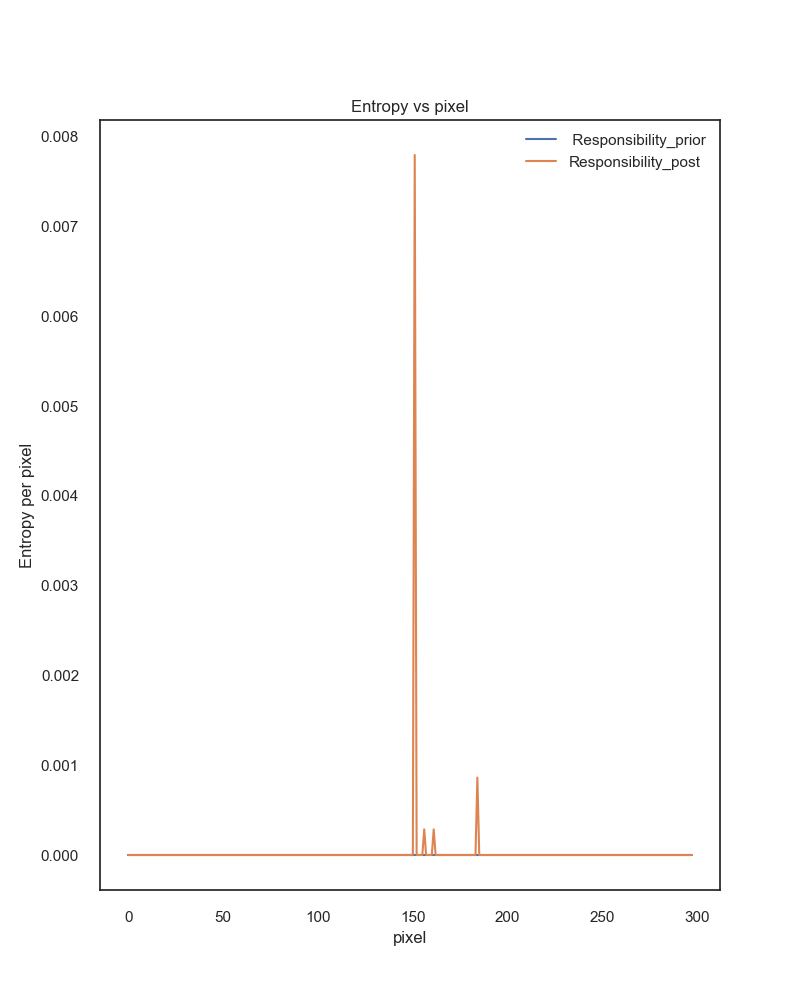 Entropy vs pixel
Responsibility_prior
Responsibility_post
0.008
0.007
0.006
0.005
0.004
0.003
0.002
0.001
0.000
Entropy per pixel
0 50 100 150 200 250 300
pixel